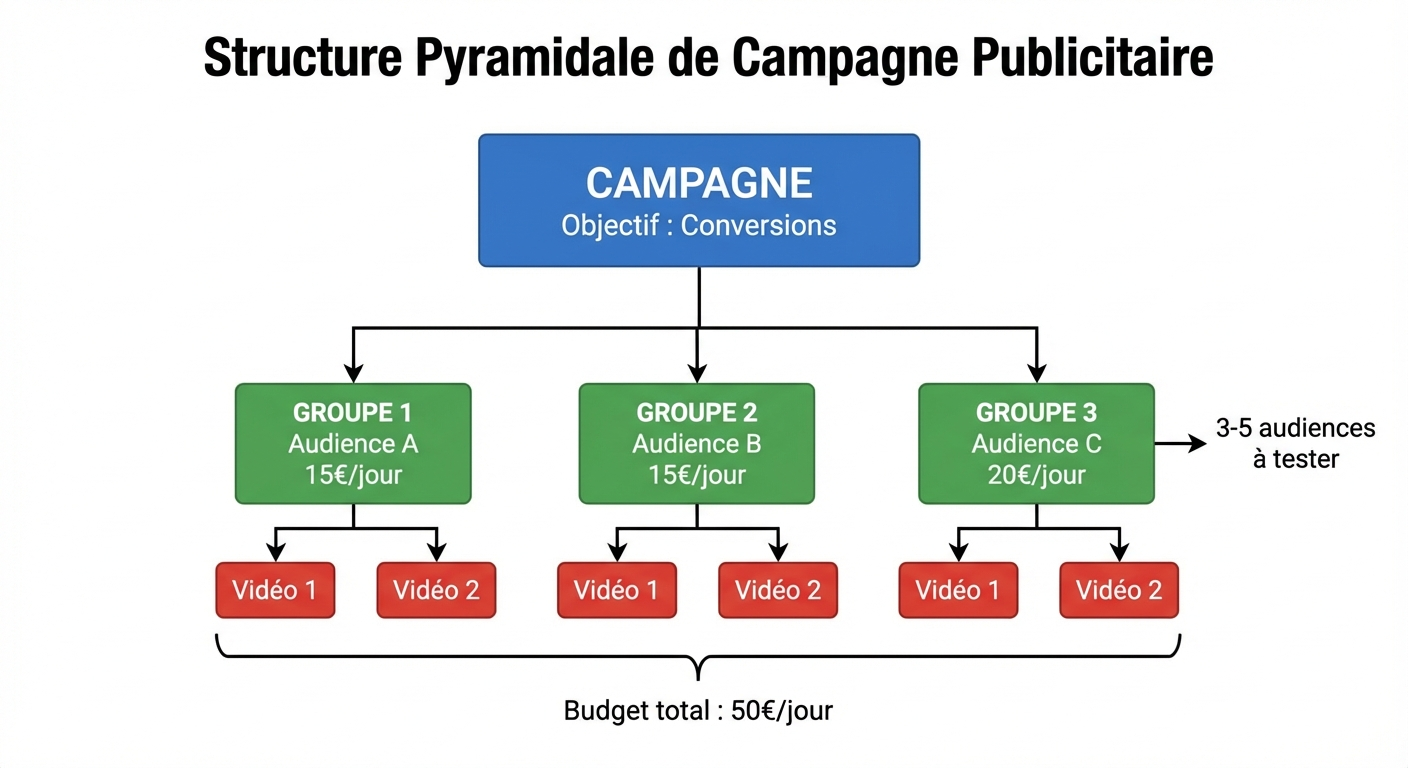 Structure Pyramidale de Campagne Publicitaire
CAMPAGNE
Objectif : Conversions
GROUPE 1
Audience A
15€/jour
GROUPE 2
Audience B
15€/jour
GROUPE 3
Audience C
20€/jour
3-5 audiences
à tester
Vidéo 1
Vidéo 2
Vidéo 1
Vidéo 2
Vidéo 1
Vidéo 2
Budget total : 50€/jour